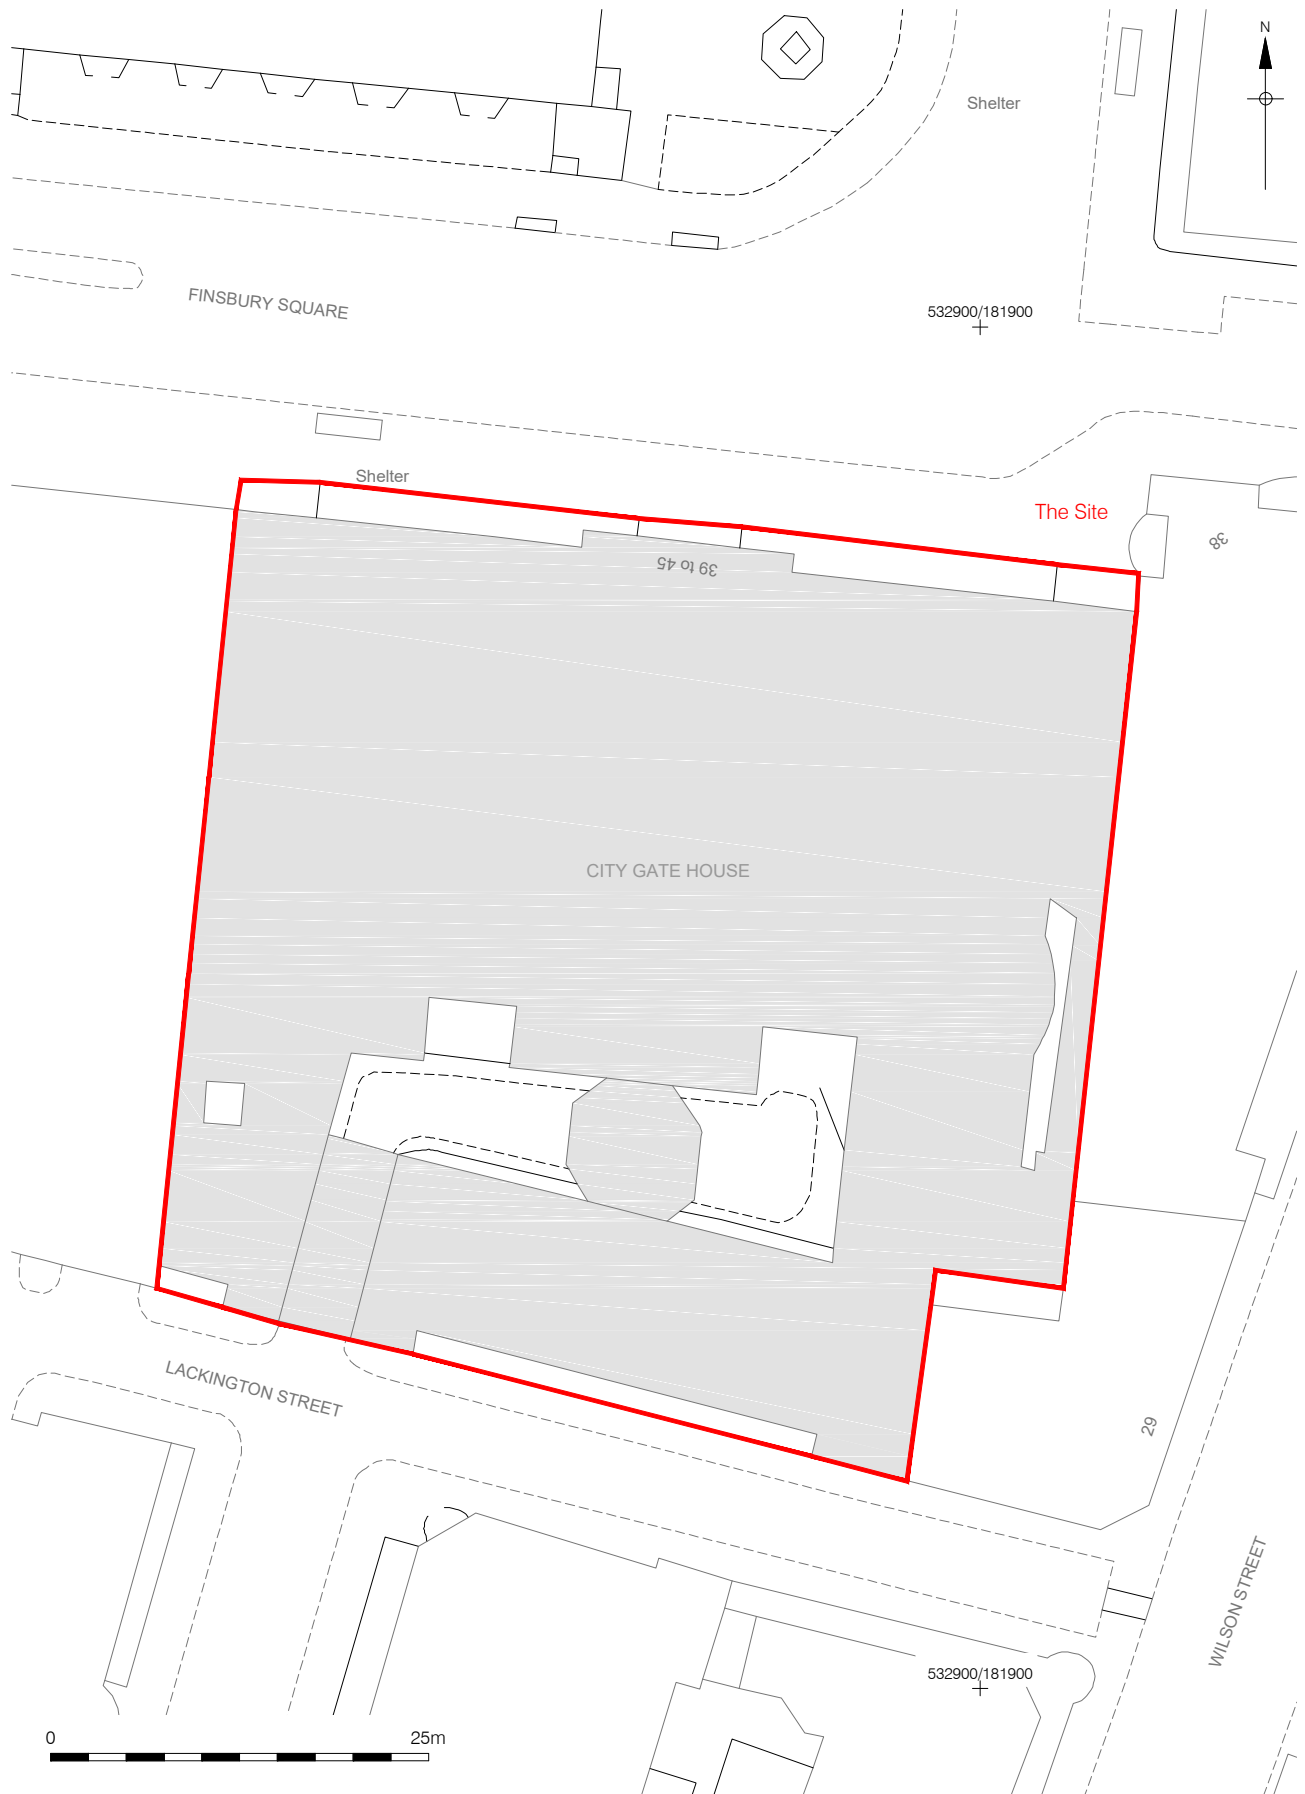 N
Shelter
FINSBURY SQUARE
532900/181900
Shelter
The Site
38
39 to 45
CITY GATE HOUSE
LACKINGTON STREET
29
WILSON STREET
532900/181900
0 25m